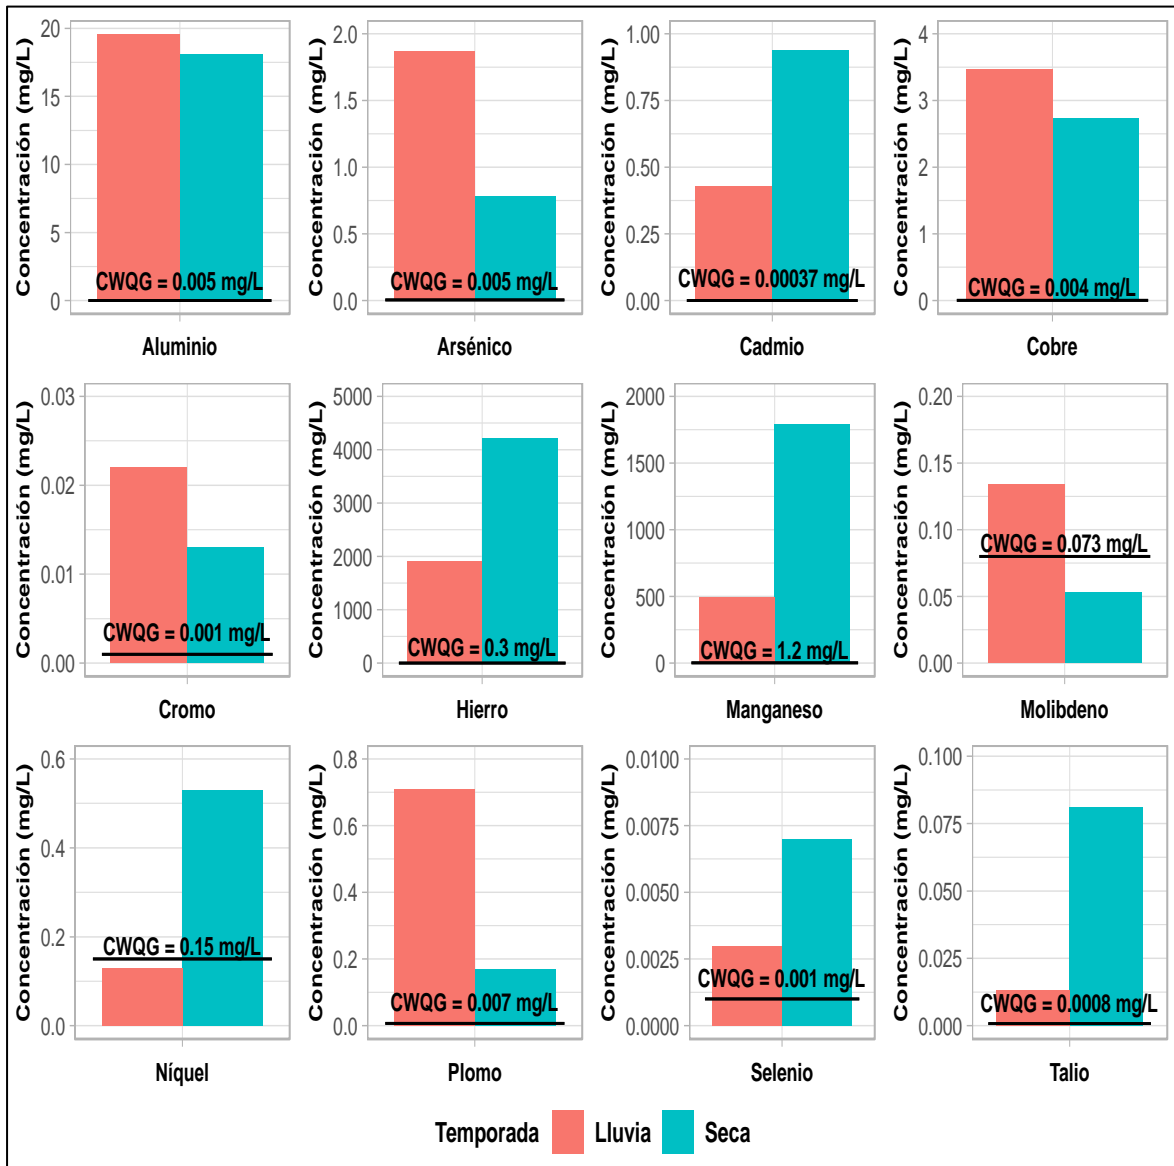 Concentración (mg/L)
20
15
10
5
0
CWQG = 0.005 mg/L
Aluminio
Concentración (mg/L)
2.0
1.5
1.0
0.5
0.0
CWQG = 0.005 mg/L
Arsénico
Concentración (mg/L)
1.00
0.75
0.50
0.25
0.00
CWQG = 0.00037 mg/L
Cadmio
Concentración (mg/L)
4
3
2
1
0
CWQG = 0.004 mg/L
Cobre
Concentración (mg/L)
0.03
0.02
0.01
0.00
CWQG = 0.001 mg/L
Cromo
Concentración (mg/L)
5000
4000
3000
2000
1000
0
CWQG = 0.3 mg/L
Hierro
Concentración (mg/L)
2000
1500
1000
500
0
CWQG = 1.2 mg/L
Manganeso
Concentración (mg/L)
0.20
0.15
0.10
0.05
0.00
CWQG = 0.073 mg/L
Molibdeno
Concentración (mg/L)
0.6
0.4
0.2
0.0
CWQG = 0.15 mg/L
Níquel
Concentración (mg/L)
0.8
0.6
0.4
0.2
0.0
CWQG = 0.007 mg/L
Plomo
Concentración (mg/L)
0.0100
0.0075
0.0050
0.0025
0.0000
CWQG = 0.001 mg/L
Selenio
Concentración (mg/L)
0.100
0.075
0.050
0.025
0.000
CWQG = 0.0008 mg/L
Talio
Temporada Lluvia Seca